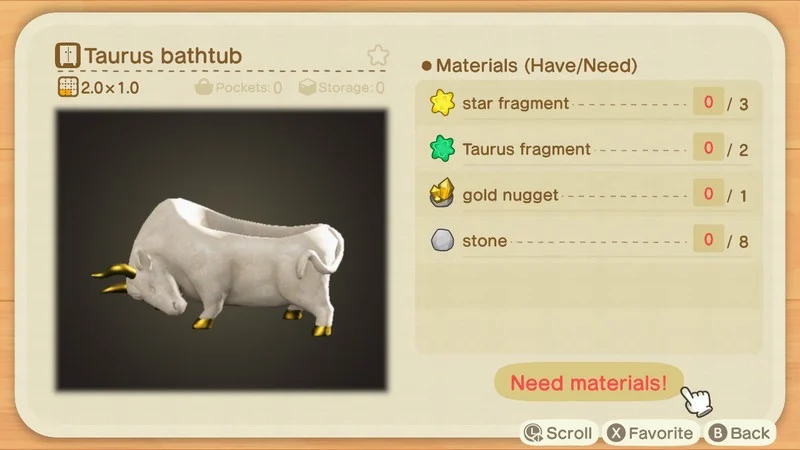 Taurus bathtub
2.0×1.0 Pockets: 0 Storage: 0
Materials (Have/Need)
star fragment 0 / 3
Taurus fragment 0 / 2
gold nugget 0 / 1
stone 0 / 8
Need materials!
L Scroll X Favorite B Back